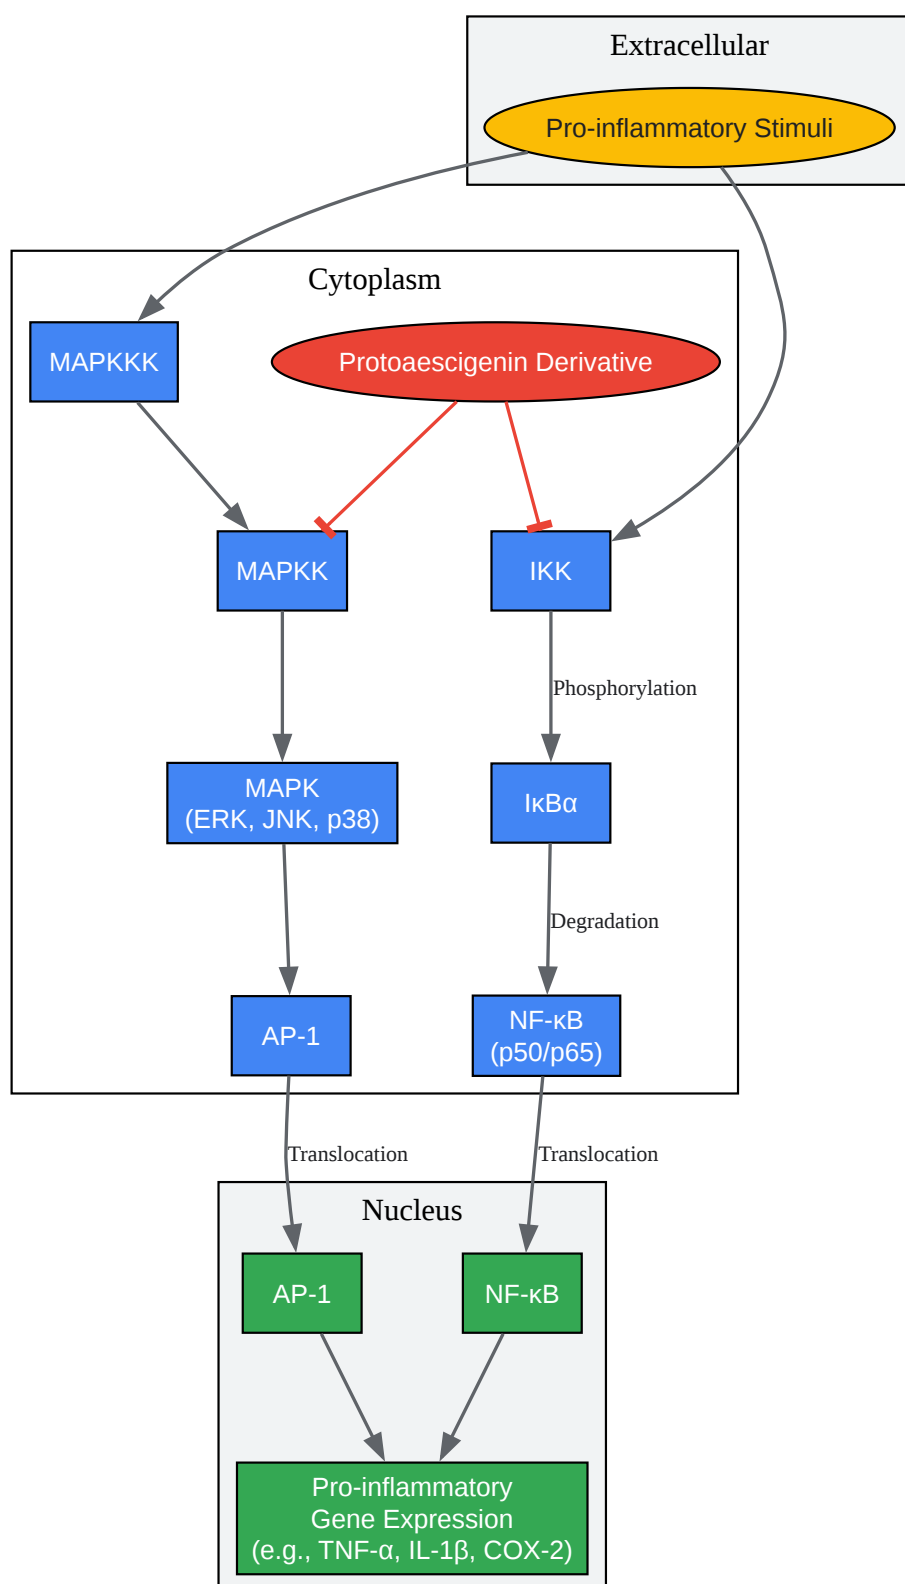 Extracellular
Pro-inflammatory Stimuli
Cytoplasm
MAPKKK
Protoaescigenin Derivative
MAPKK
IKK
Phosphorylation
MAPK
(ERK, JNK, p38)
IκBα
Degradation
AP-1
NF-κB
(p50/p65)
Translocation
Translocation
Nucleus
AP-1
NF-κB
Pro-inflammatory
Gene Expression
(e.g., TNF-α, IL-1β, COX-2)